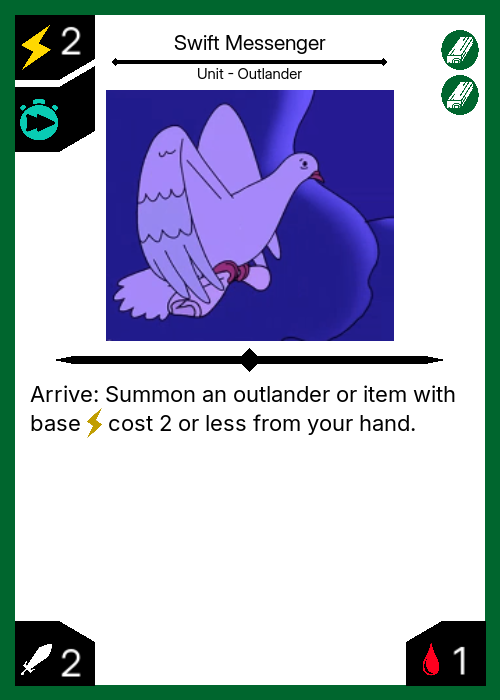 2
Swift Messenger
Unit - Outlander
Arrive: Summon an outlander or item with
base cost 2 or less from your hand.
2
1